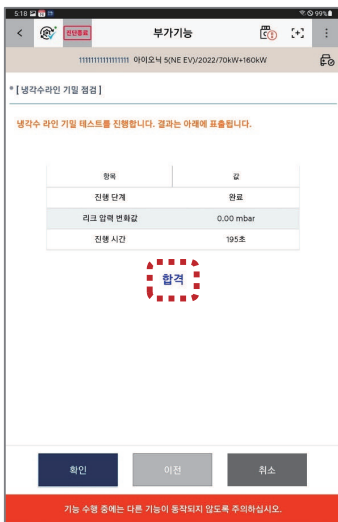 5:18
99%
진단종료
부가기능
11111111111111111 아이오닉 5(NE EV)/2022/70kW+160kW
* [ 냉각수라인 기밀 점검 ]
냉각수 라인 기밀 테스트를 진행합니다. 결과는 아래에 표출됩니다.
항목 값
진행 단계 완료
리크 압력 변화값 0.00 mbar
진행 시간 195초
합격
확인 이전 취소
기능 수행 중에는 다른 기능이 동작되지 않도록 주의하십시오.